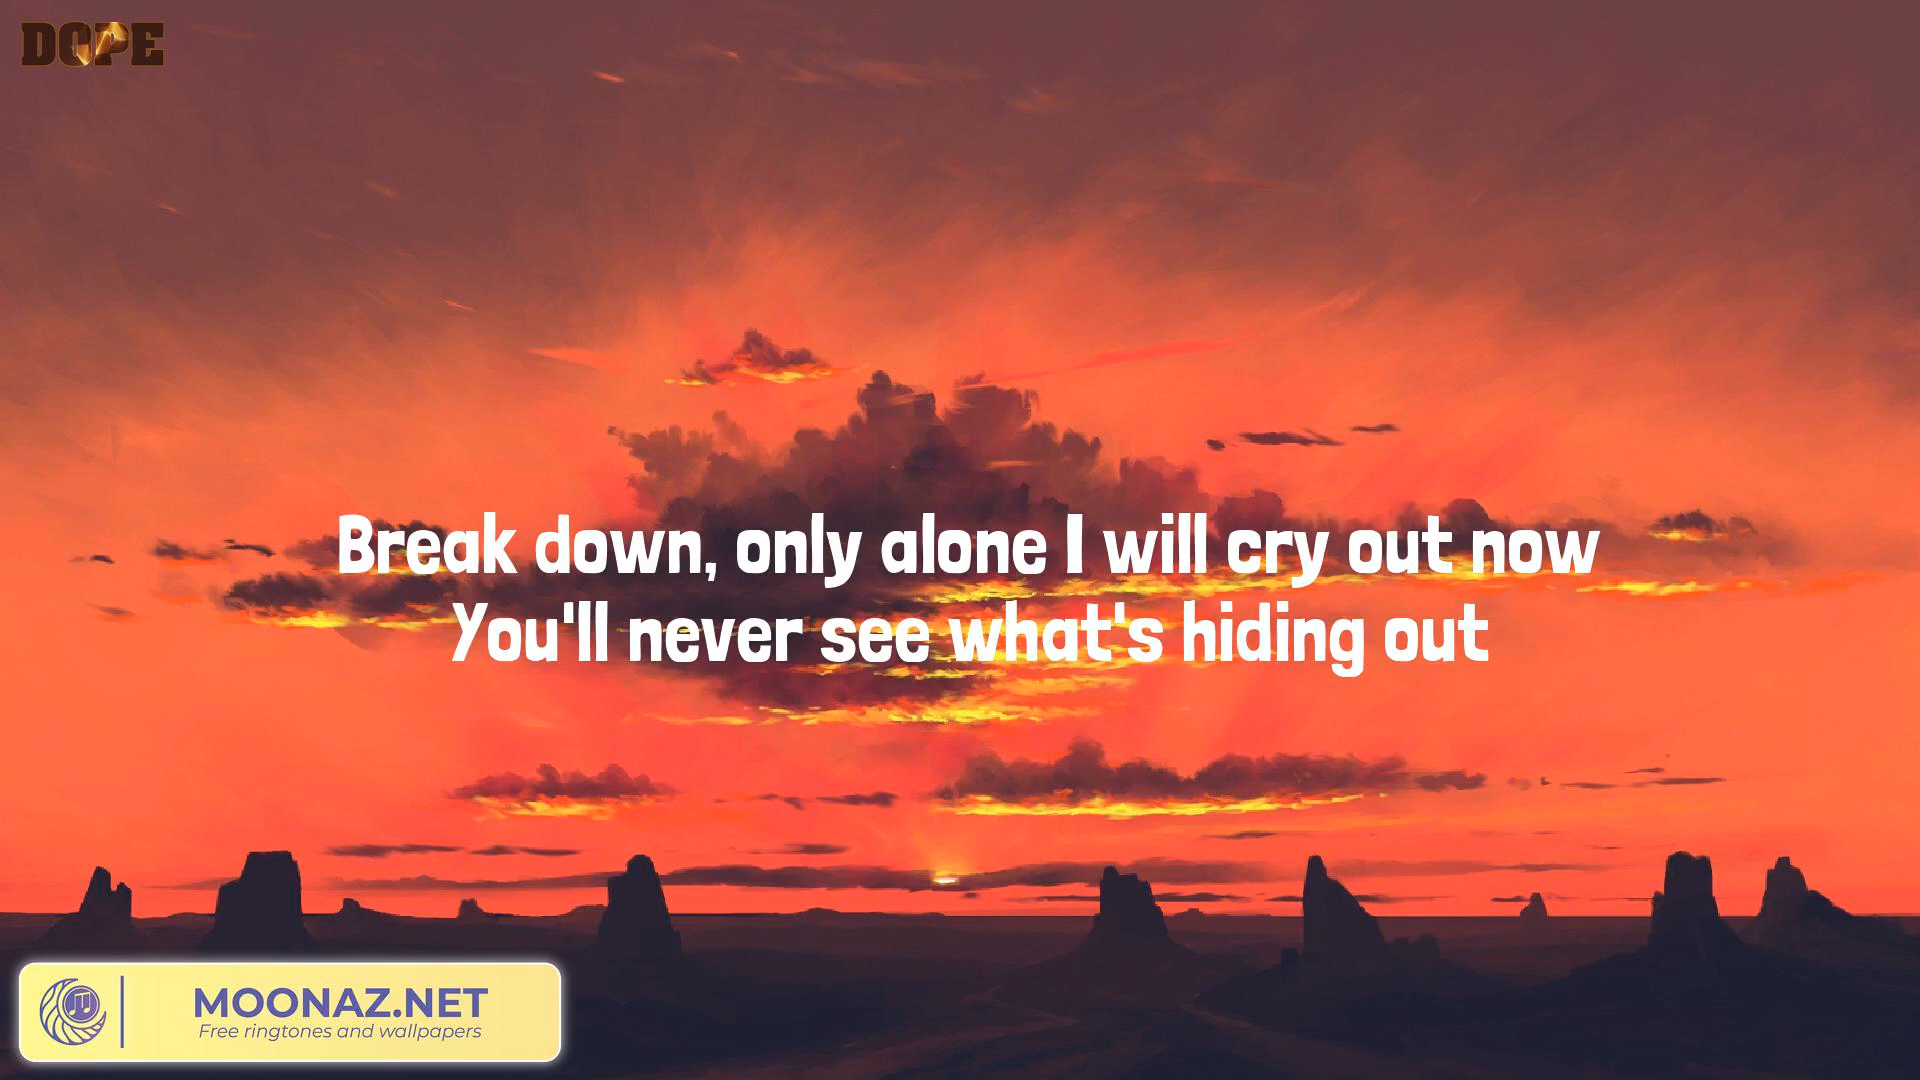 DOPE
Break down, only alone I will cry out now
You'll never see what's hiding out
MOONAZ.NET
Free ringtones and wallpapers